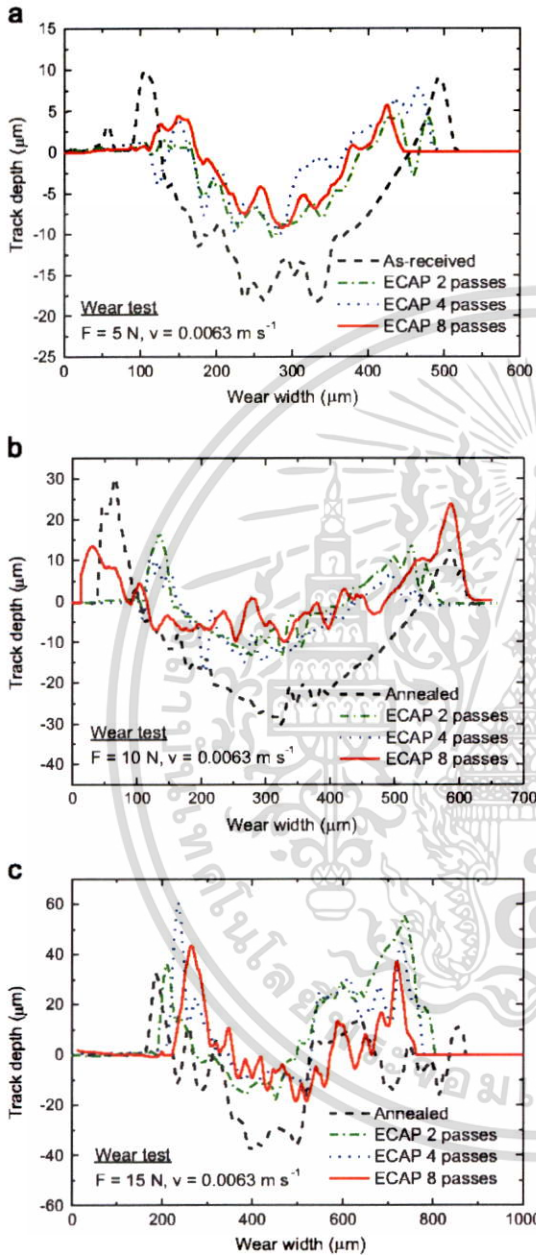 a
15
10
5
0
-5
-10
-15
-20
-25
Track depth (μm)
As-received
ECAP 2 passes
ECAP 4 passes
ECAP 8 passes
Wear test
F = 5 N, v = 0.0063 m s⁻¹
0 100 200 300 400 500 600
Wear width (μm)
b
30
20
10
0
-10
-20
-30
-40
Track depth (μm)
Annealed
ECAP 2 passes
ECAP 4 passes
ECAP 8 passes
Wear test
F = 10 N, v = 0.0063 m s⁻¹
0 100 200 300 400 500 600 700
Wear width (μm)
c
60
40
20
0
-20
-40
-60
Track depth (μm)
Annealed
ECAP 2 passes
ECAP 4 passes
ECAP 8 passes
Wear test
F = 15 N, v = 0.0063 m s⁻¹
0 200 400 600 800 1000
Wear width (μm)